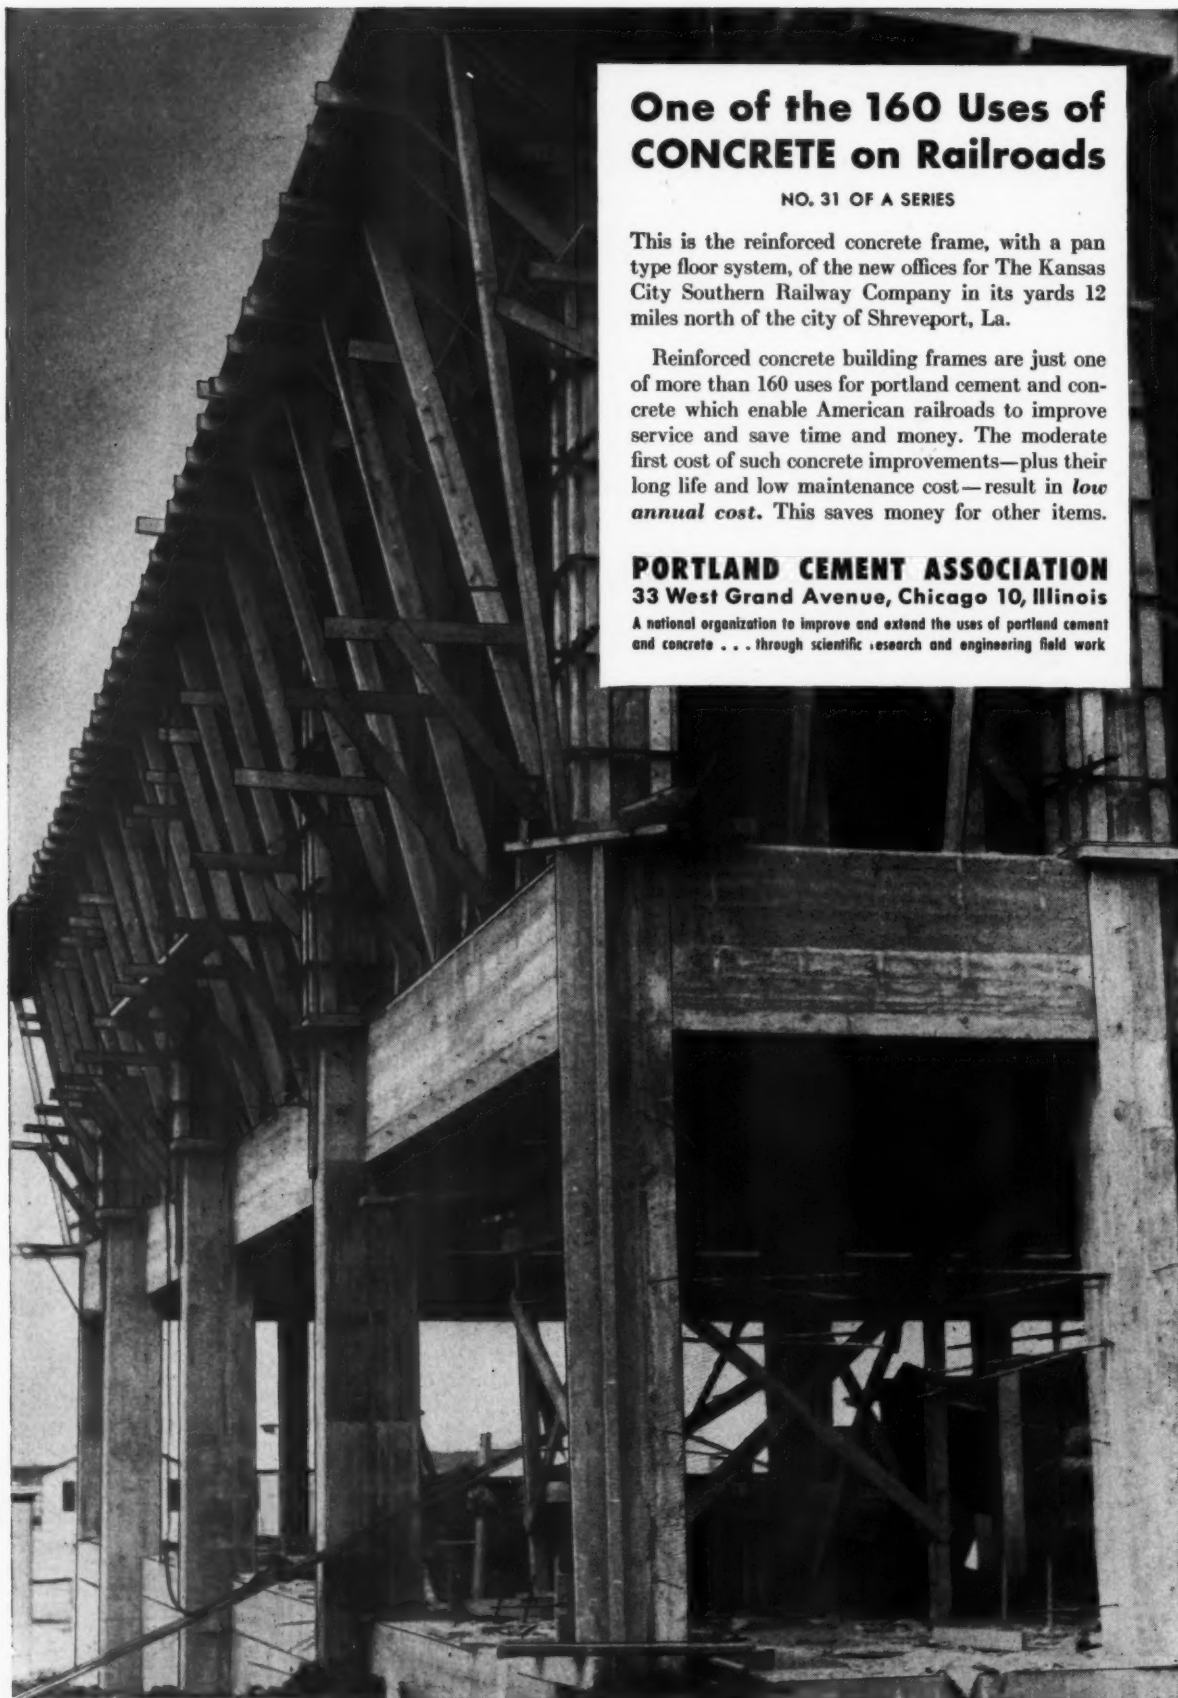 One of the 160 Uses of
CONCRETE on Railroads
NO. 31 OF A SERIES
This is the reinforced concrete frame, with a pan
type floor system, of the new offices for The Kansas
City Southern Railway Company in its yards 12
miles north of the city of Shreveport, La.
Reinforced concrete building frames are just one
of more than 160 uses for portland cement and con-
crete which enable American railroads to improve
service and save time and money. The moderate
first cost of such concrete improvements—plus their
long life and low maintenance cost—result in low
annual cost. This saves money for other items.
PORTLAND CEMENT ASSOCIATION
33 West Grand Avenue, Chicago 10, Illinois
A national organization to improve and extend the uses of portland cement
and concrete . . . through scientific research and engineering field work